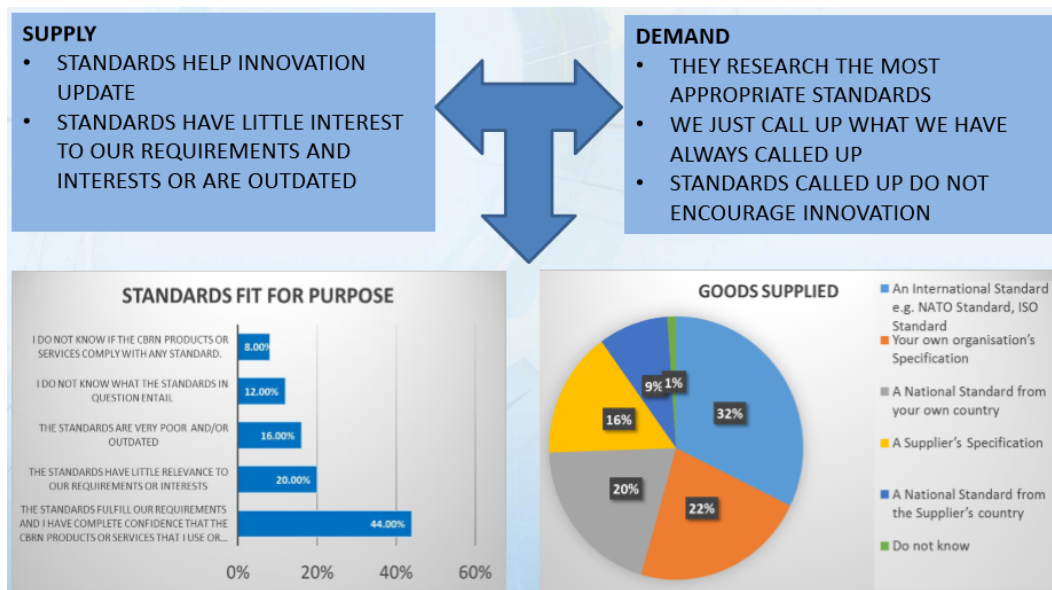 SUPPLY
• STANDARDS HELP INNOVATION
UPDATE
• STANDARDS HAVE LITTLE INTEREST
TO OUR REQUIREMENTS AND
INTERESTS OR ARE OUTDATED
DEMAND
• THEY RESEARCH THE MOST
APPROPRIATE STANDARDS
• WE JUST CALL UP WHAT WE HAVE
ALWAYS CALLED UP
• STANDARDS CALLED UP DO NOT
ENCOURAGE INNOVATION
STANDARDS FIT FOR PURPOSE
I DO NOT KNOW IF THE CBRN PRODUCTS OR
SERVICES COMPLY WITH ANY STANDARD.
8.00%
I DO NOT KNOW WHAT THE STANDARDS IN
QUESTION ENTAIL
12.00%
THE STANDARDS ARE VERY POOR AND/OR
OUTDATED
16.00%
THE STANDARDS HAVE LITTLE RELEVANCE TO
OUR REQUIREMENTS OR INTERESTS
20.00%
THE STANDARDS FULFILL OUR REQUIREMENTS
AND I HAVE COMPLETE CONFIDENCE THAT THE
CBRN PRODUCTS OR SERVICES THAT I USE OR...
44.00%
0% 20% 40% 60%
GOODS SUPPLIED
32%
22%
20%
16%
9%
1%
An International Standard
e.g. NATO Standard, ISO
Standard
Your own organisation's
Specification
A National Standard from
your own country
A Supplier's Specification
A National Standard from
the Supplier's country
Do not know